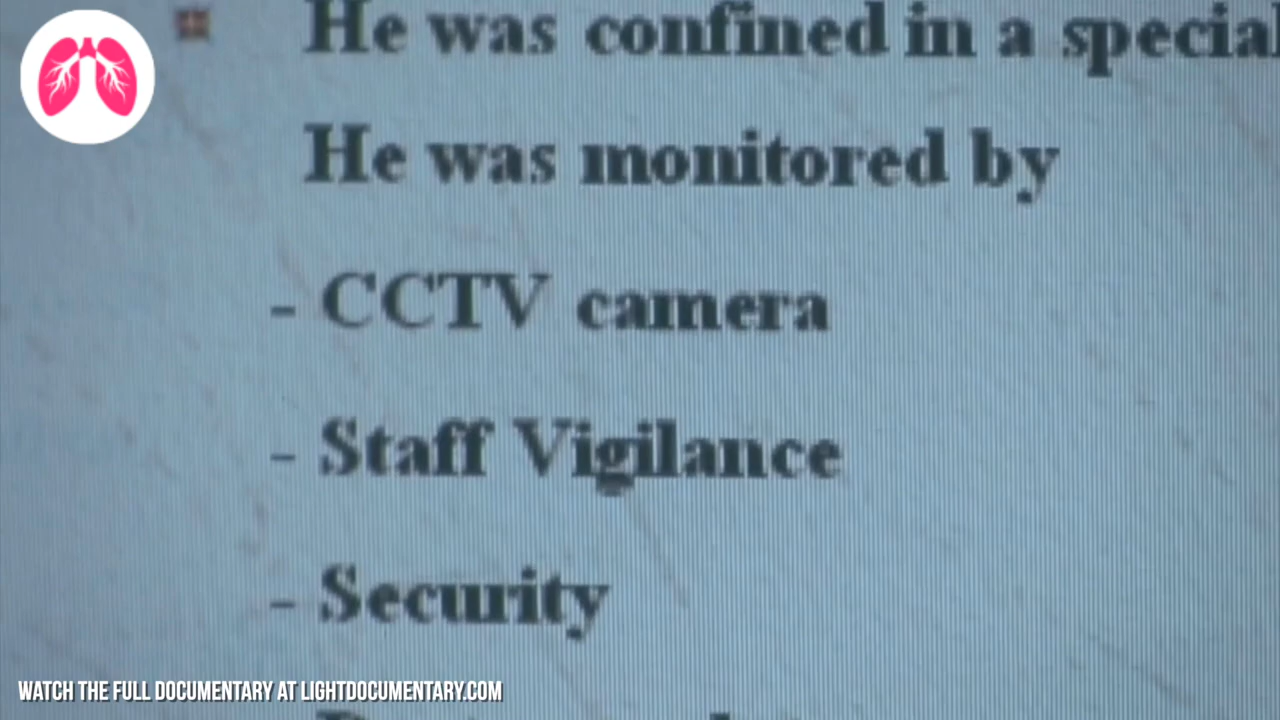 He was confined in a special
He was monitored by
- CCTV camera
- Staff Vigilance
- Security
WATCH THE FULL DOCUMENTARY AT LIGHTDOCUMENTARY.COM